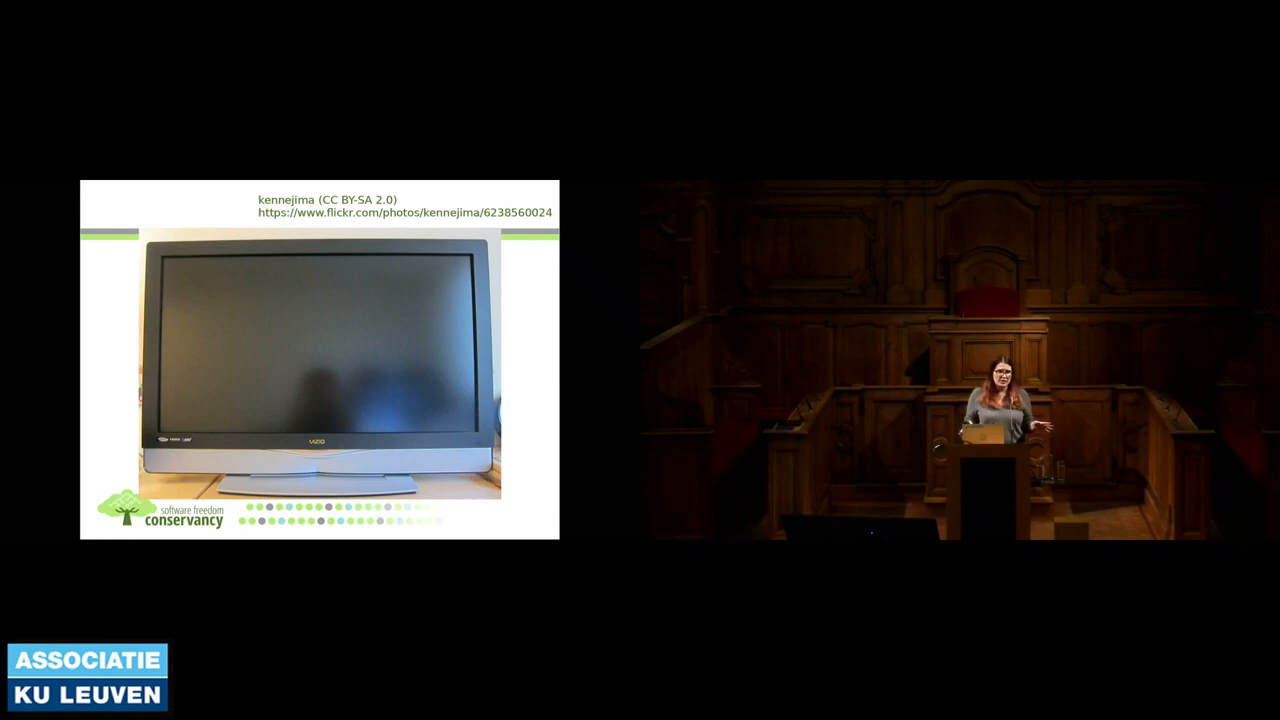 kennejima (CC BY-SA 2.0)
https://www.flickr.com/photos/kennejima/6238560024
VIZIO
software freedom
conservancy
ASSOCIATIE
KU LEUVEN